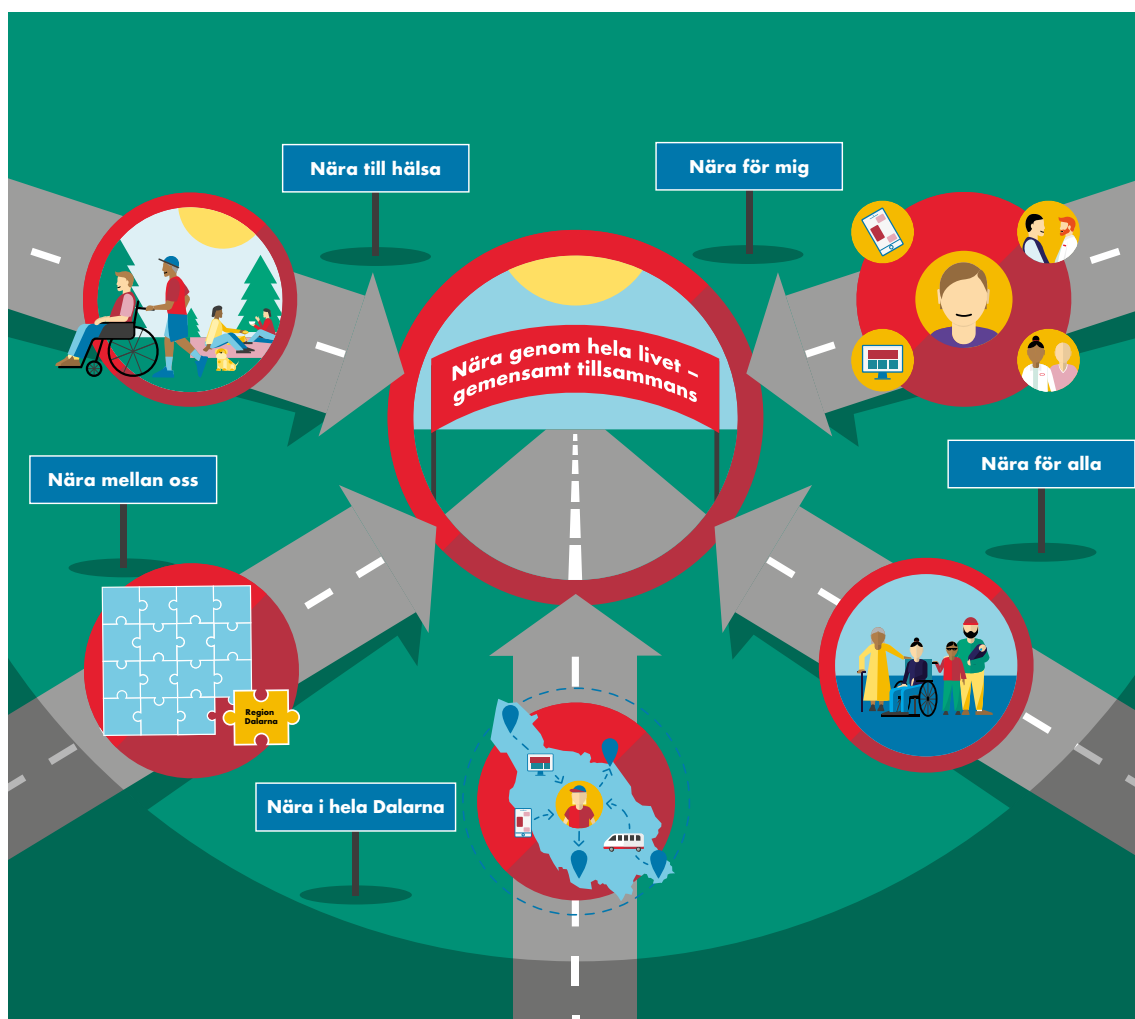 Nära till hälsa
Nära för mig
Nära genom hela livet –
gemensamt tillsammans
Nära mellan oss
Nära för alla
Region
Dalarna
Nära i hela Dalarna